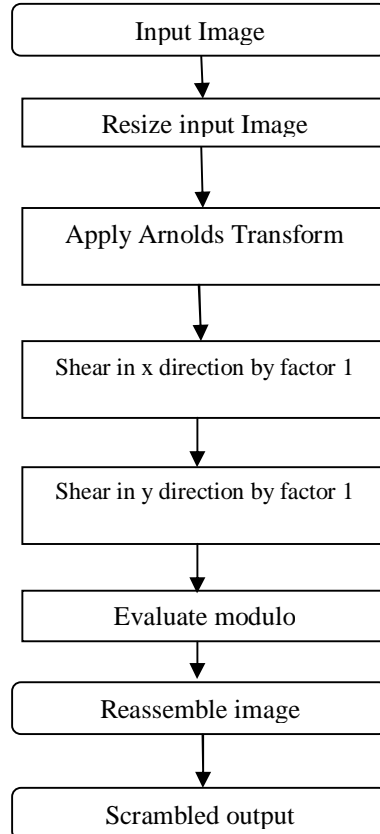 Input Image
Resize input Image
Apply Arnolds Transform
Shear in x direction by factor 1
Shear in y direction by factor 1
Evaluate modulo
Reassemble image
Scrambled output